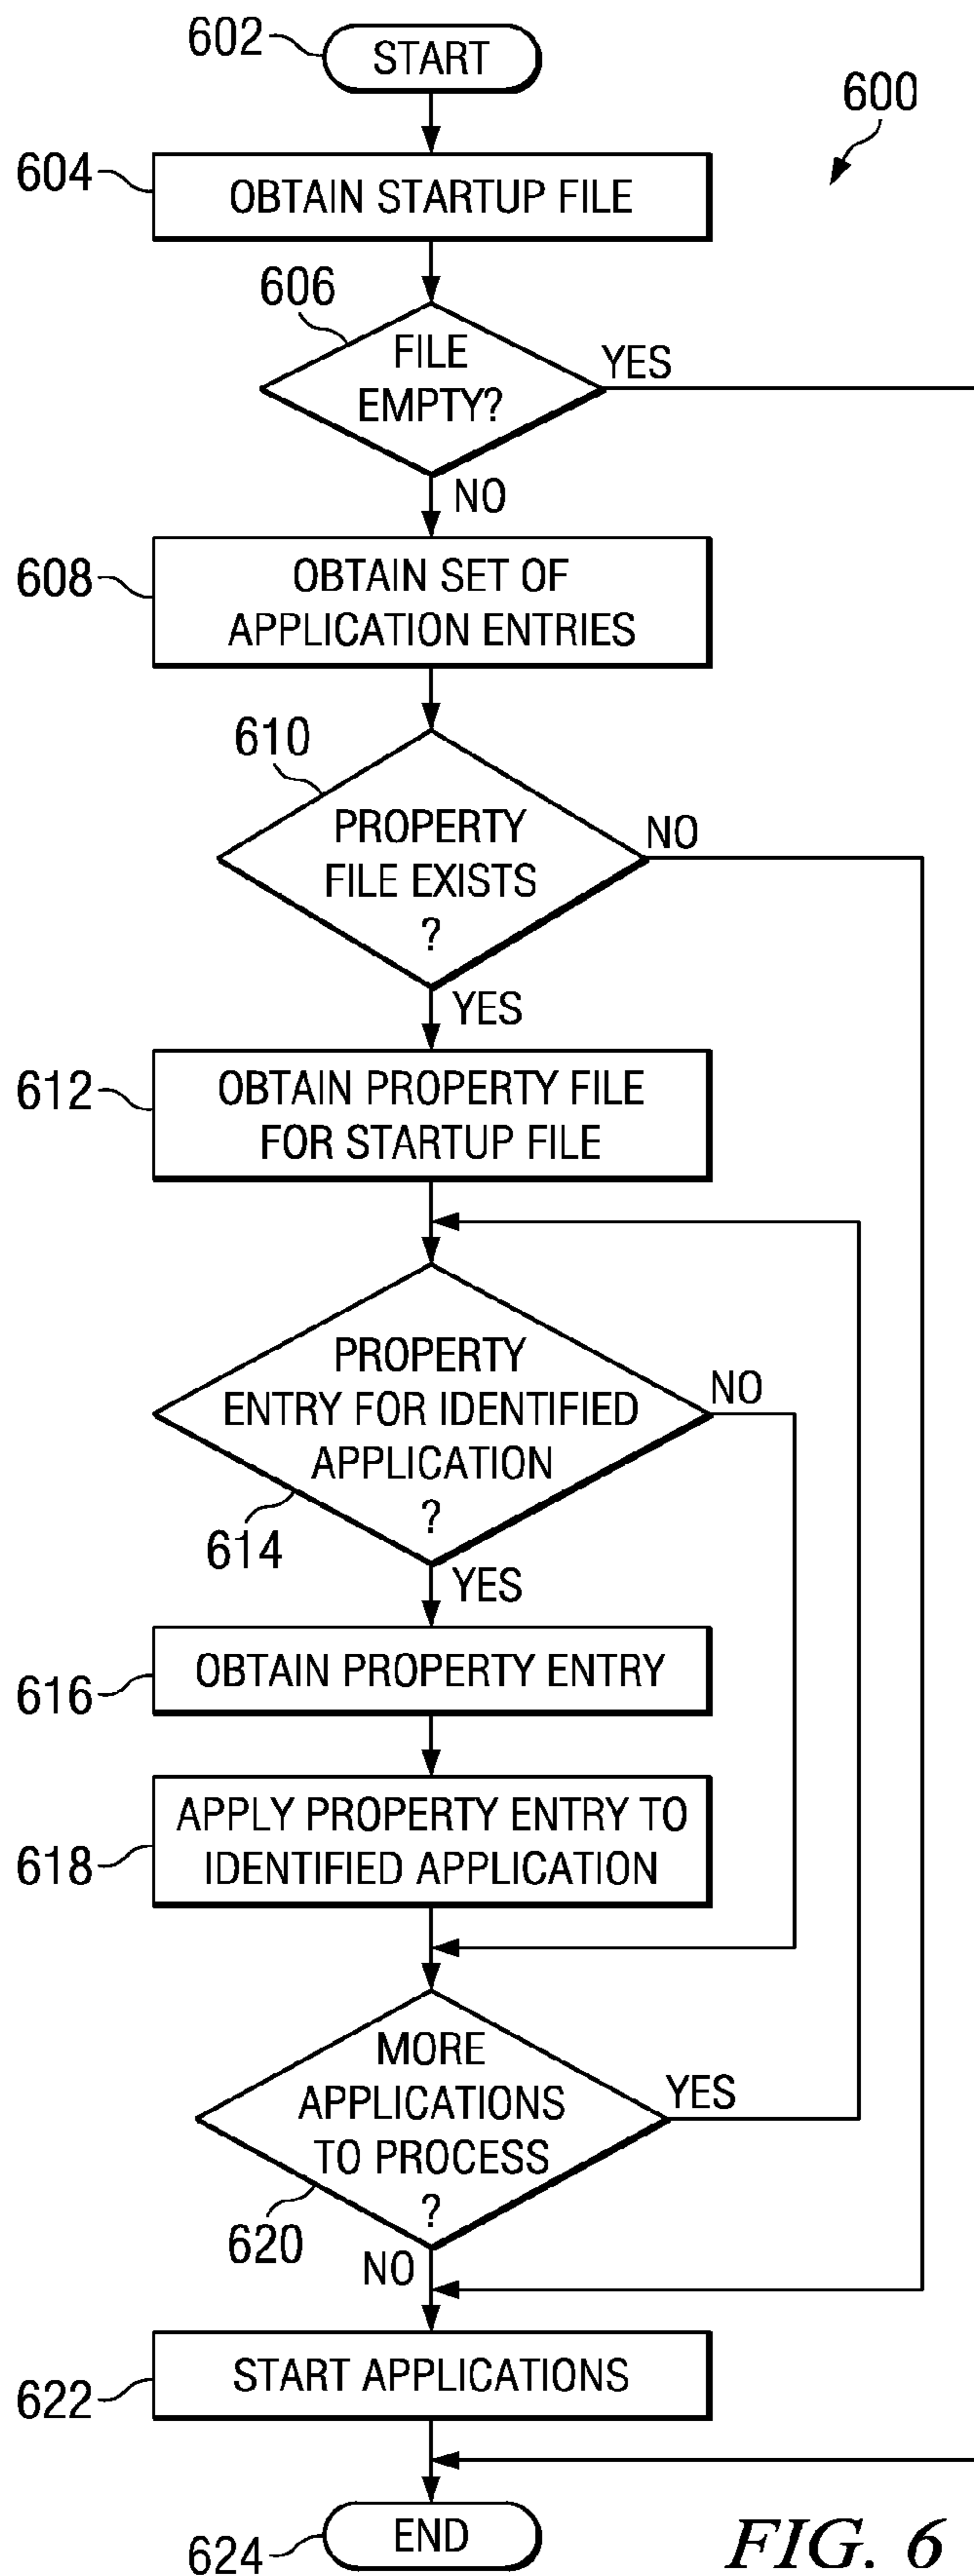 602
START
600
604
OBTAIN STARTUP FILE
606
FILE
EMPTY?
YES
NO
608
OBTAIN SET OF
APPLICATION ENTRIES
610
PROPERTY
FILE EXISTS
?
NO
YES
612
OBTAIN PROPERTY FILE
FOR STARTUP FILE
PROPERTY
ENTRY FOR IDENTIFIED
APPLICATION
?
NO
614
YES
616
OBTAIN PROPERTY ENTRY
618
APPLY PROPERTY ENTRY TO
IDENTIFIED APPLICATION
MORE
APPLICATIONS
TO PROCESS
?
YES
620
NO
622
START APPLICATIONS
624
END
FIG. 6